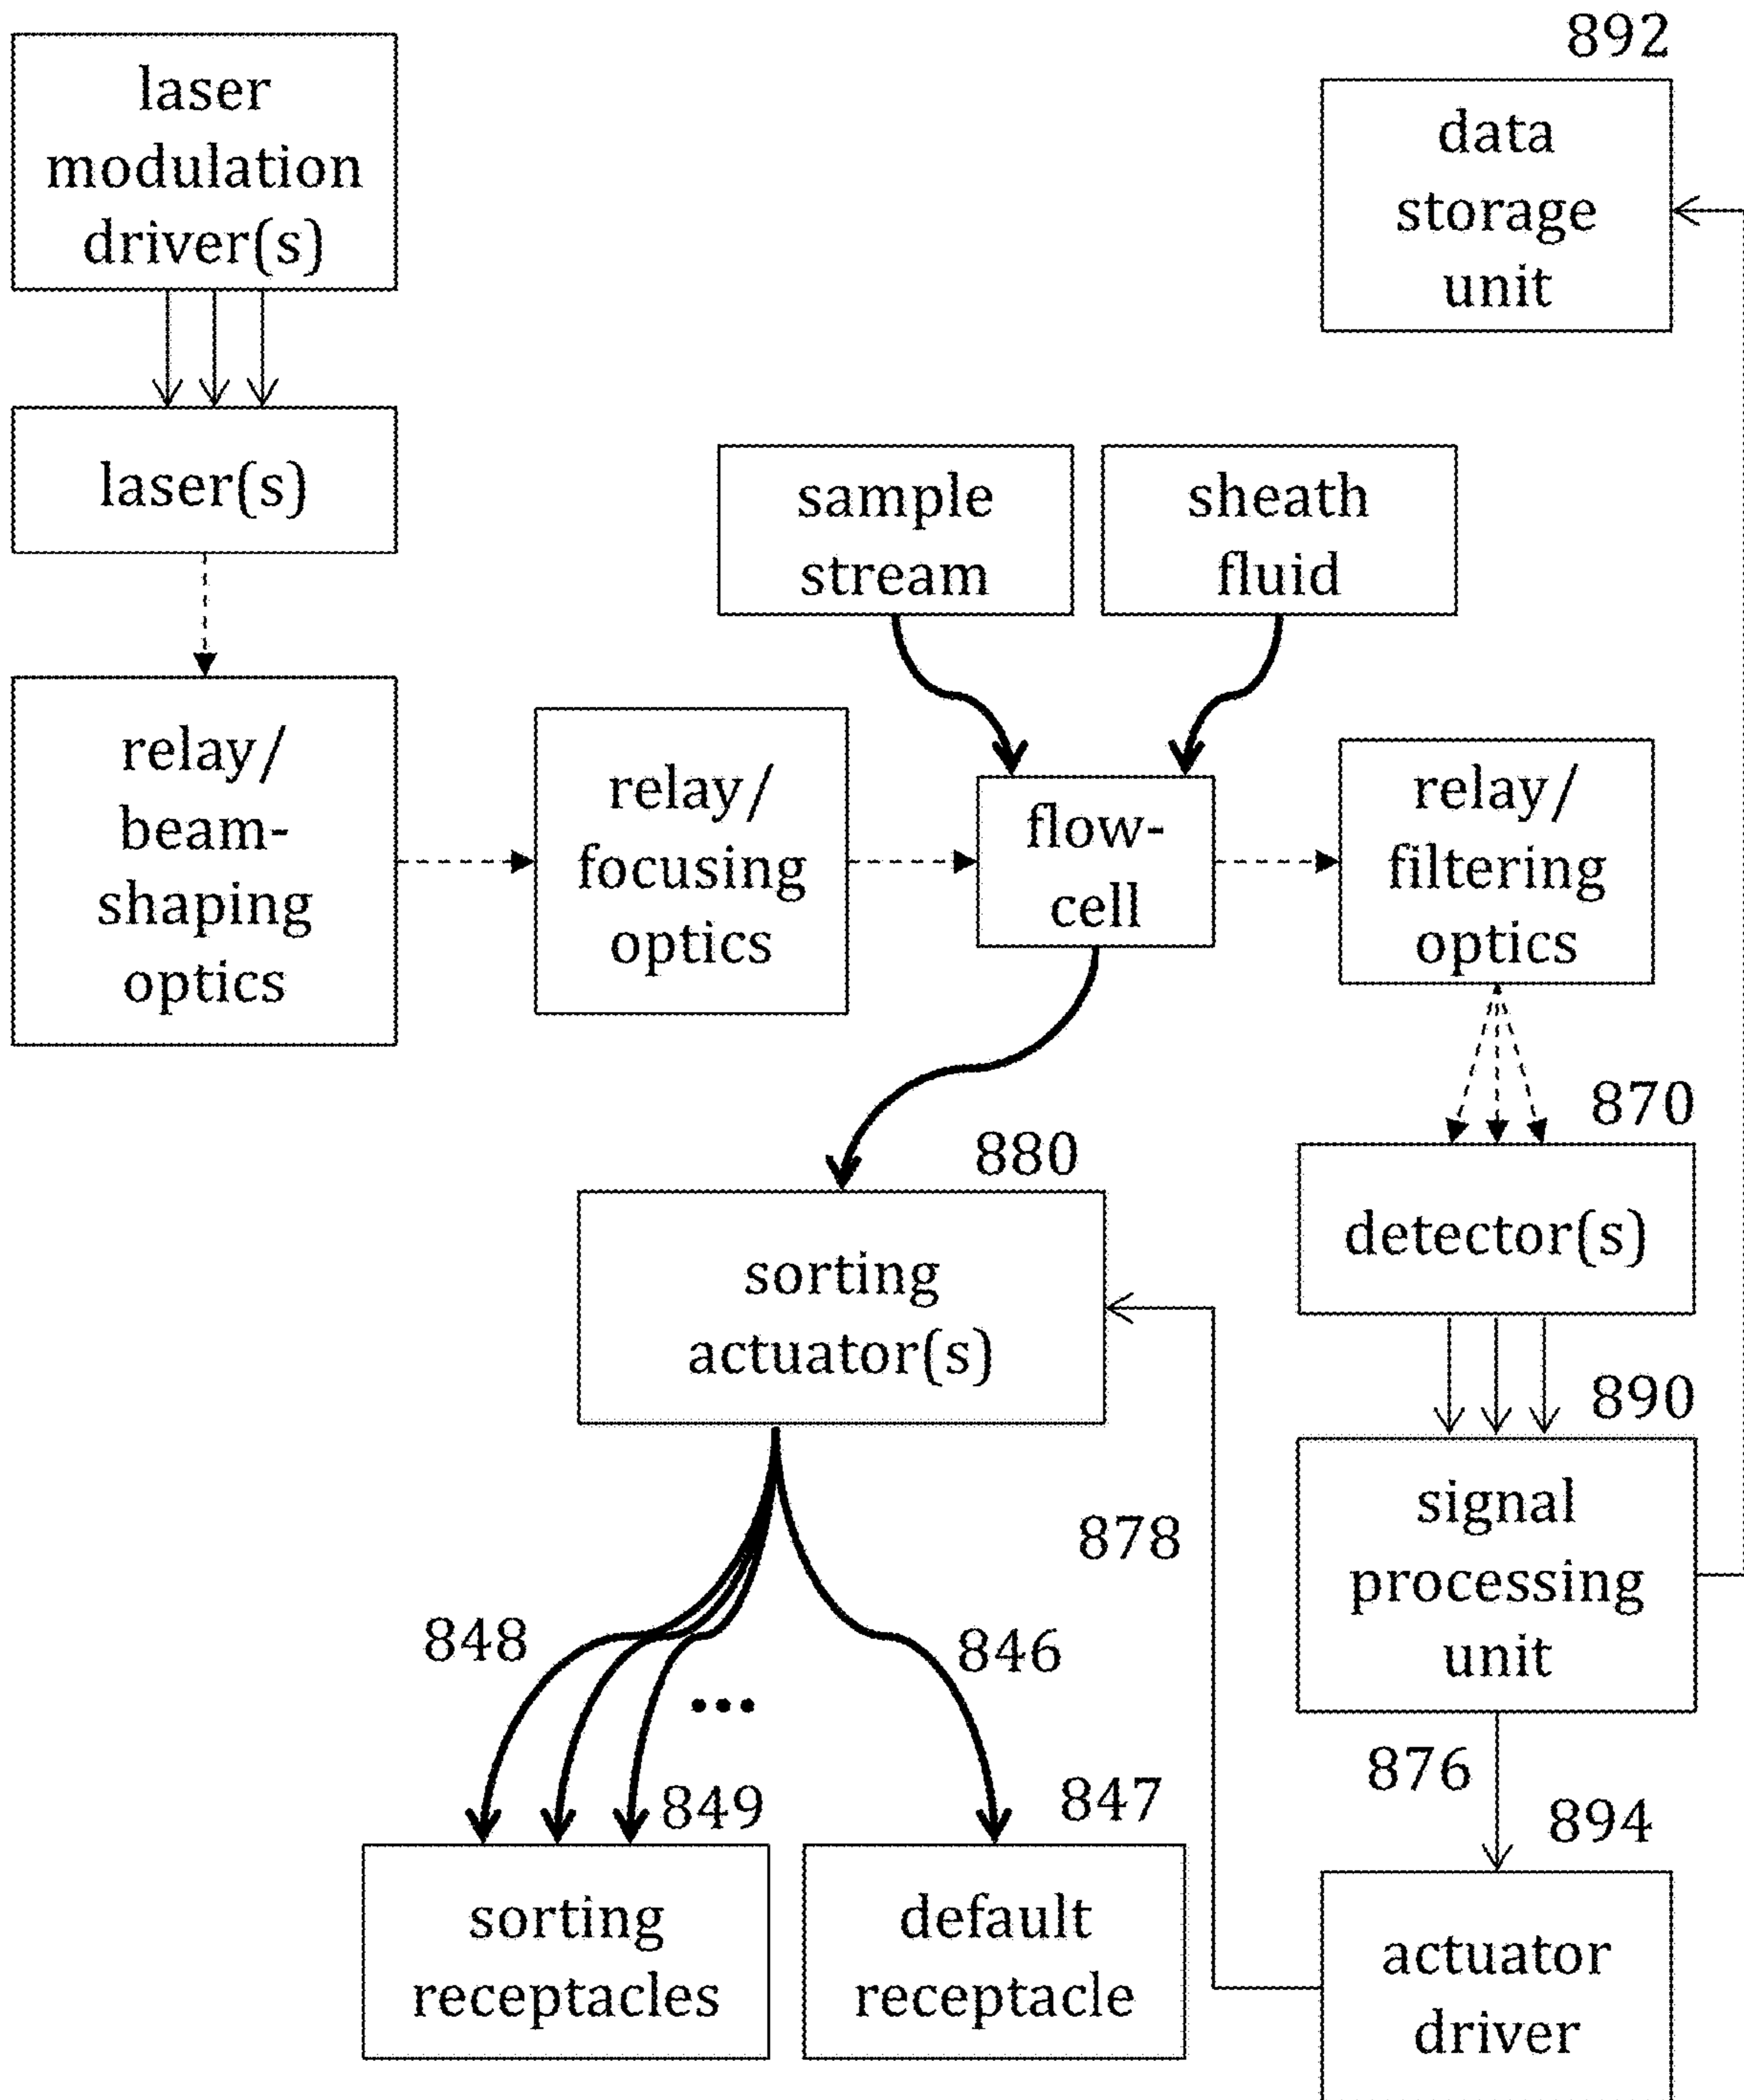 892
laser
modulation
driver(s)
data
storage
unit
laser(s)
sample
stream
sheath
fluid
relay/
beam-
shaping
optics
relay/
focusing
optics
flow-
cell
relay/
filtering
optics
870
880
detector(s)
sorting
actuator(s)
890
signal
processing
unit
878
848
846
876
849
847
894
sorting
receptacles
default
receptacle
actuator
driver